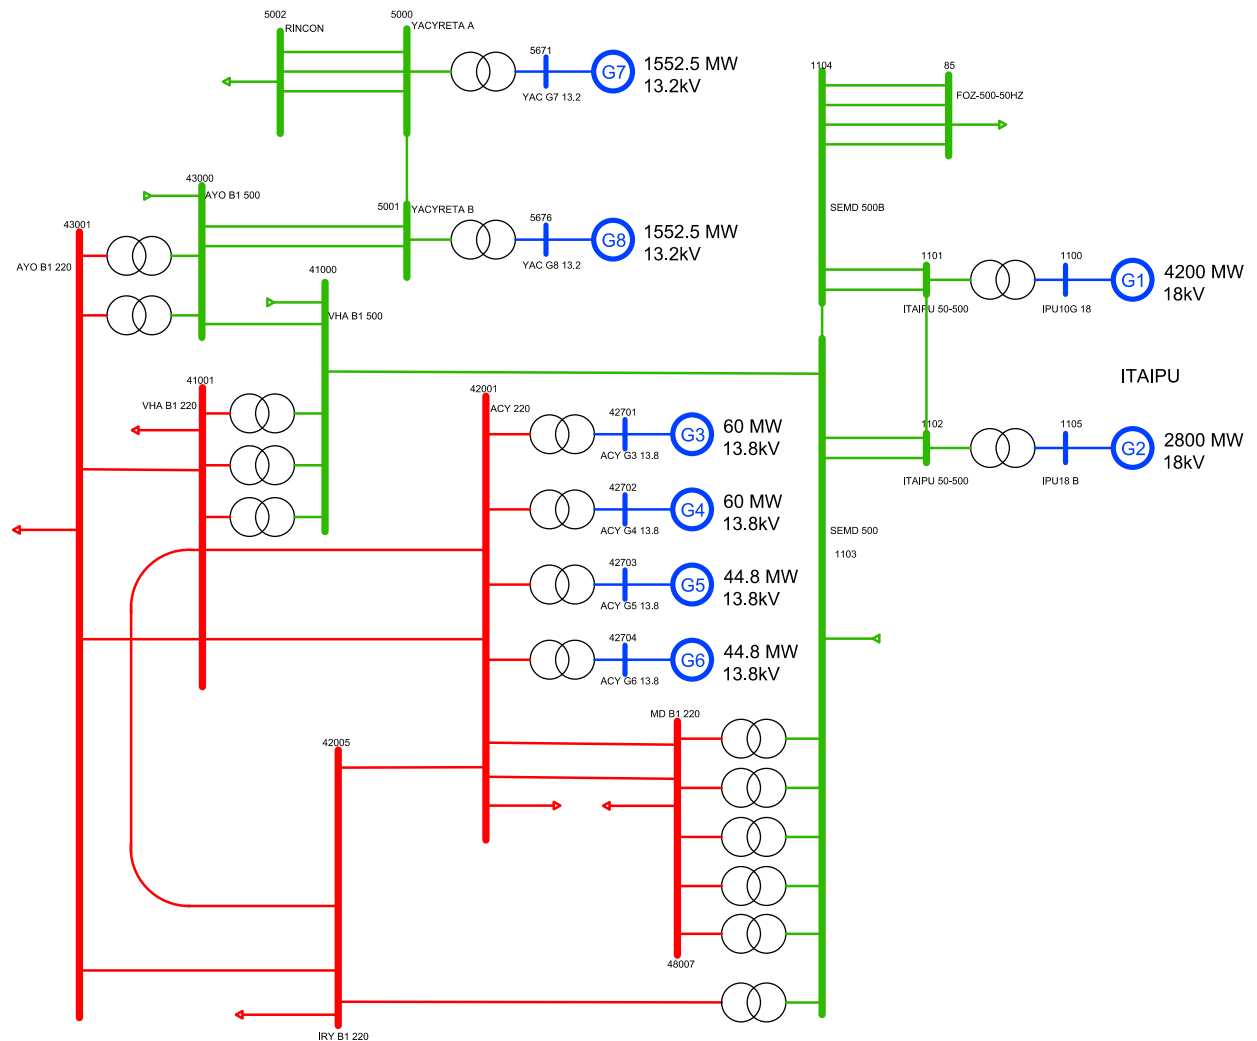 5002
RINCON
5000
YACYRETA A
5671
G7
1552.5 MW
13.2kV
YAC G7 13.2
1104
85
FOZ-500-50HZ
43000
AYO B1 500
5001
YACYRETA B
5676
G8
1552.5 MW
13.2kV
YAC G8 13.2
SEMD 500B
43001
AYO B1 220
41000
VHA B1 500
1101
ITAIPU 50-500
1100
IPU10G 18
G1
4200 MW
18kV
ITAIPU
41001
VHA B1 220
42001
ACY 220
42701
ACY G3 13.8
G3
60 MW
13.8kV
1102
ITAIPU 50-500
1105
IPU18 B
G2
2800 MW
18kV
42702
ACY G4 13.8
G4
60 MW
13.8kV
SEMD 500
1103
42703
ACY G5 13.8
G5
44.8 MW
13.8kV
42704
ACY G6 13.8
G6
44.8 MW
13.8kV
MD B1 220
42005
48007
IRY B1 220